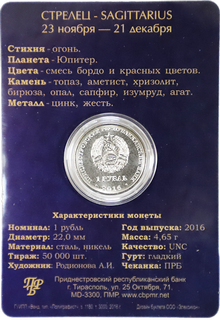 СТРЕЛЕЦ - SAGITTARIUS
23 ноября — 21 декабря
Стихия - огонь.
Планета - Юпитер.
Цвета - смесь бордо и красных цветов.
Камень - топаз, аметист, хризолит,
бирюза, опал, сапфир, изумруд, агат.
Металл - цинк, жесть.
1 РУБЛЬ
2016
Характеристики монеты
Номинал: 1 рубль
Год выпуска: 2016
Диаметр: 22,0 мм
Масса: 4,65 г
Материал: сталь, никель
Качество: UNC
Тираж: 50 000 шт.
Гурт: гладкий
Художник: Родионова А.И.
Чеканка: ПРБ
Приднестровский республиканский банк
г. Тирасполь, ул. 25 Октября, 71.
MD-3300, ПМР, www.cbpmr.net